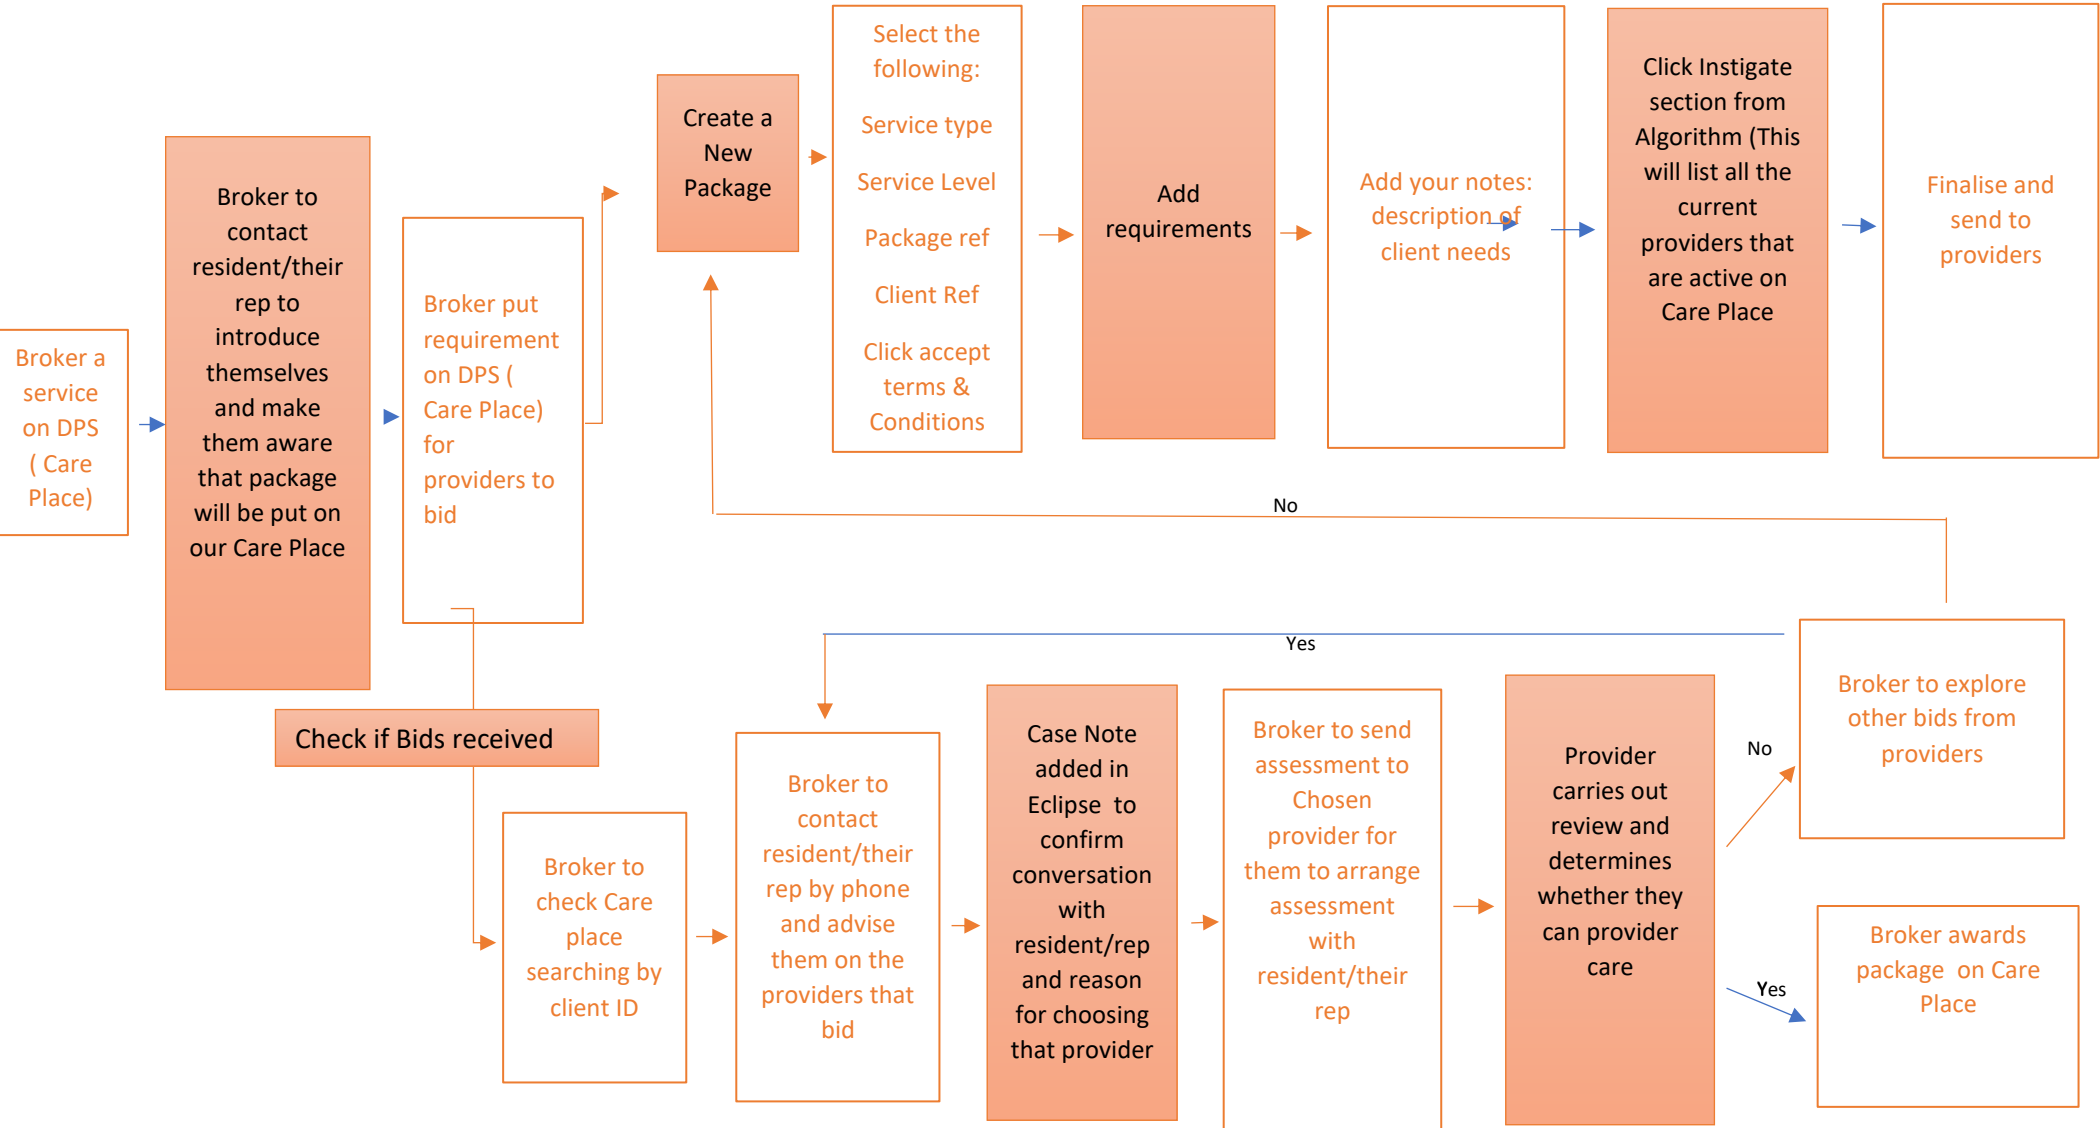 Broker a
service
on DPS
( Care
Place)
Broker to
contact
resident/their
rep to
introduce
themselves
and make
them aware
that package
will be put on
our Care Place
Broker put
requirement
on DPS (
Care Place)
for
providers to
bid
Create a
New
Package
Select the
following:
Service type
Service Level
Package ref
Client Ref
Click accept
terms &
Conditions
Add
requirements
Add your notes:
description of
client needs
Click Instigate
section from
Algorithm (This
will list all the
current
providers that
are active on
Care Place
Finalise and
send to
providers
No
Yes
Check if Bids received
Broker to
check Care
place
searching by
client ID
Broker to
contact
resident/their
rep by phone
and advise
them on the
providers that
bid
Case Note
added in
Eclipse to
confirm
conversation
with
resident/rep
and reason
for choosing
that provider
Broker to send
assessment to
Chosen
provider for
them to arrange
assessment
with
resident/their
rep
Provider
carries out
review and
determines
whether they
can provider
care
No
Broker to explore
other bids from
providers
Yes
Broker awards
package on Care
Place